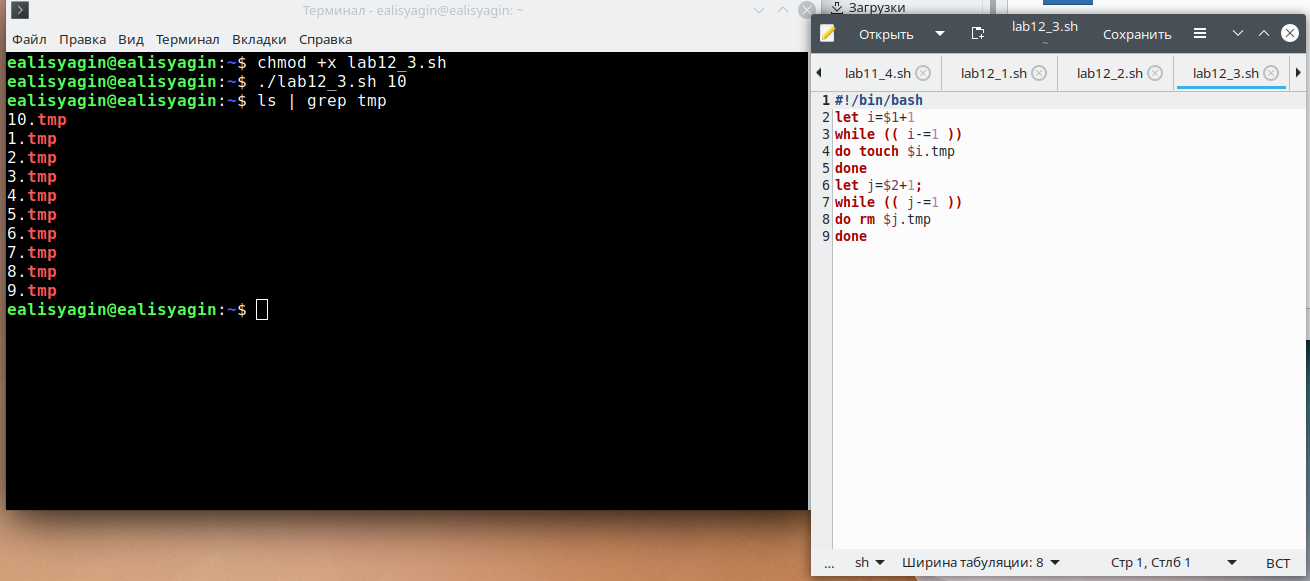 Терминал - ealisyagin@ealisyagin: ~
Файл Правка Вид Терминал Вкладки Справка
ealisyagin@ealisyagin:~$ chmod +x lab12_3.sh
ealisyagin@ealisyagin:~$ ./lab12_3.sh 10
ealisyagin@ealisyagin:~$ ls | grep tmp
10.tmp
1.tmp
2.tmp
3.tmp
4.tmp
5.tmp
6.tmp
7.tmp
8.tmp
9.tmp
ealisyagin@ealisyagin:~$
Загрузки
Открыть
lab12_3.sh
~
Сохранить
lab11_4.sh
lab12_1.sh
lab12_2.sh
lab12_3.sh
1 #!/bin/bash
2 let i=$1+1
3 while (( i-=1 ))
4 do touch $i.tmp
5 done
6 let j=$2+1;
7 while (( j-=1 ))
8 do rm $j.tmp
9 done
... sh Ширина табуляции: 8 Стр 1, Стлб 1 ВСТ